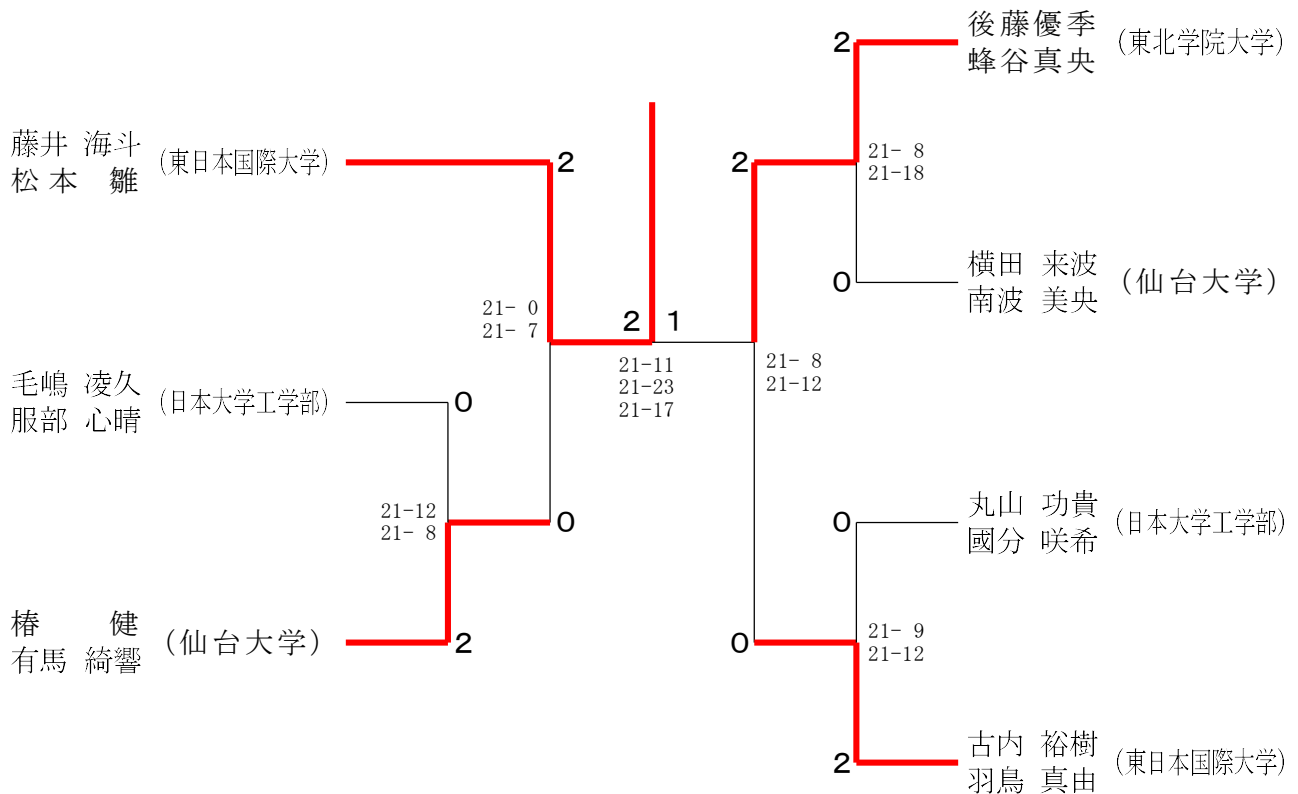 藤井 海斗
松本 雛
(東日本国際大学)
2
21- 0
21- 7
毛嶋 凌久
服部 心晴
(日本大学工学部)
0
21-12
21- 8
0
椿 健
有馬 綺響
(仙台大学)
2
2 1
21-11
21-23
21-17
後藤優季
蜂谷真央
(東北学院大学)
2
2
21- 8
21-18
横田 来波
南波 美央
(仙台大学)
0
21- 8
21-12
丸山 功貴
國分 咲希
(日本大学工学部)
0
0
21- 9
21-12
古内 裕樹
羽鳥 真由
(東日本国際大学)
2